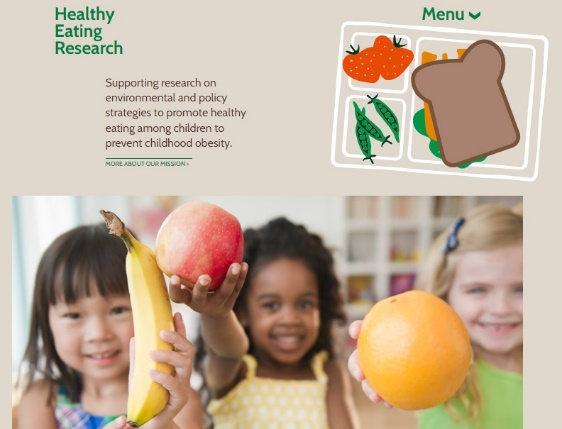 Healthy
Eating
Research
Menu
Supporting research on
environmental and policy
strategies to promote healthy
eating among children to
prevent childhood obesity.
MORE ABOUT OUR MISSION ›